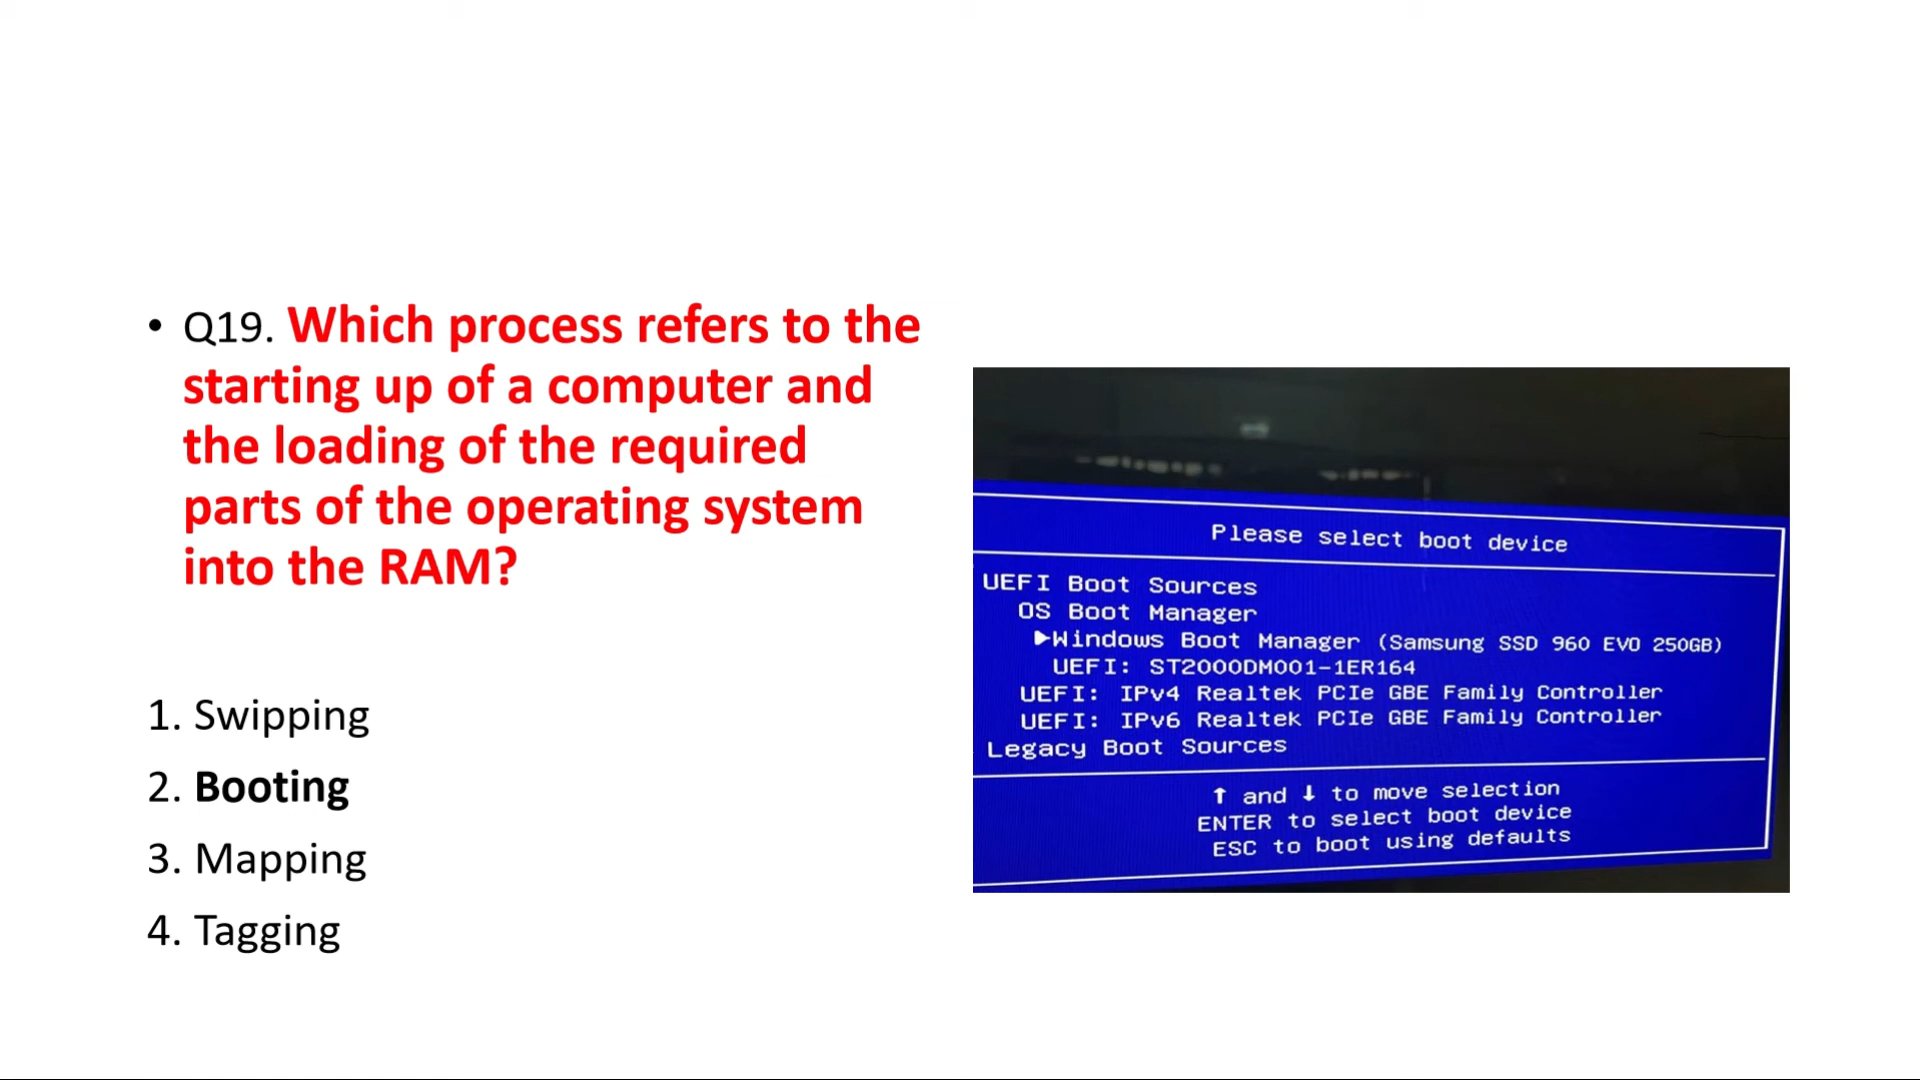 • Q19. Which process refers to the
starting up of a computer and
the loading of the required
parts of the operating system
into the RAM?
1. Swipping
2. Booting
3. Mapping
4. Tagging
Please select boot device
UEFI Boot Sources
OS Boot Manager
▶Windows Boot Manager (Samsung SSD 960 EVO 250GB)
UEFI: ST2000DM001-1ER164
UEFI: IPv4 Realtek PCIe GBE Family Controller
UEFI: IPv6 Realtek PCIe GBE Family Controller
Legacy Boot Sources
↑ and ↓ to move selection
ENTER to select boot device
ESC to boot using defaults